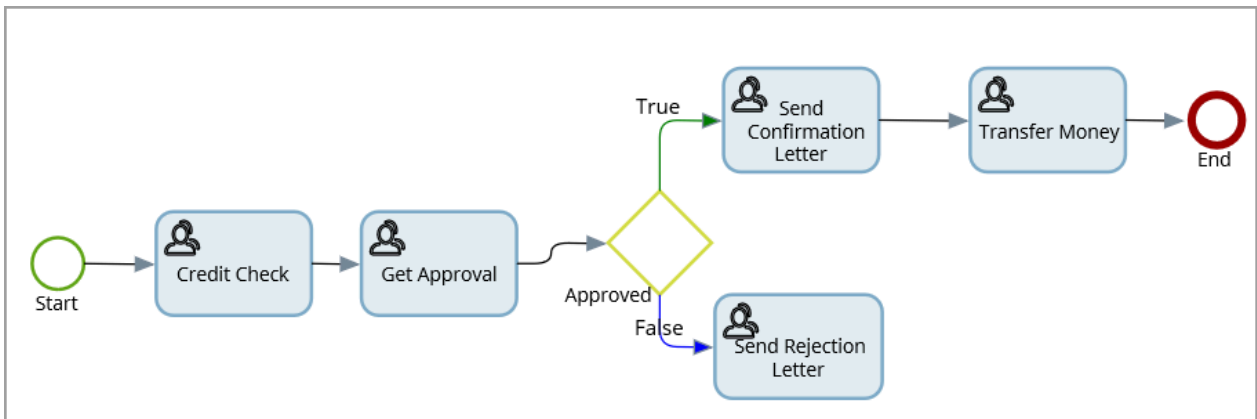 Start
Credit Check
Get Approval
Approved
True
Send
Confirmation
Letter
Transfer Money
End
False
Send Rejection
Letter